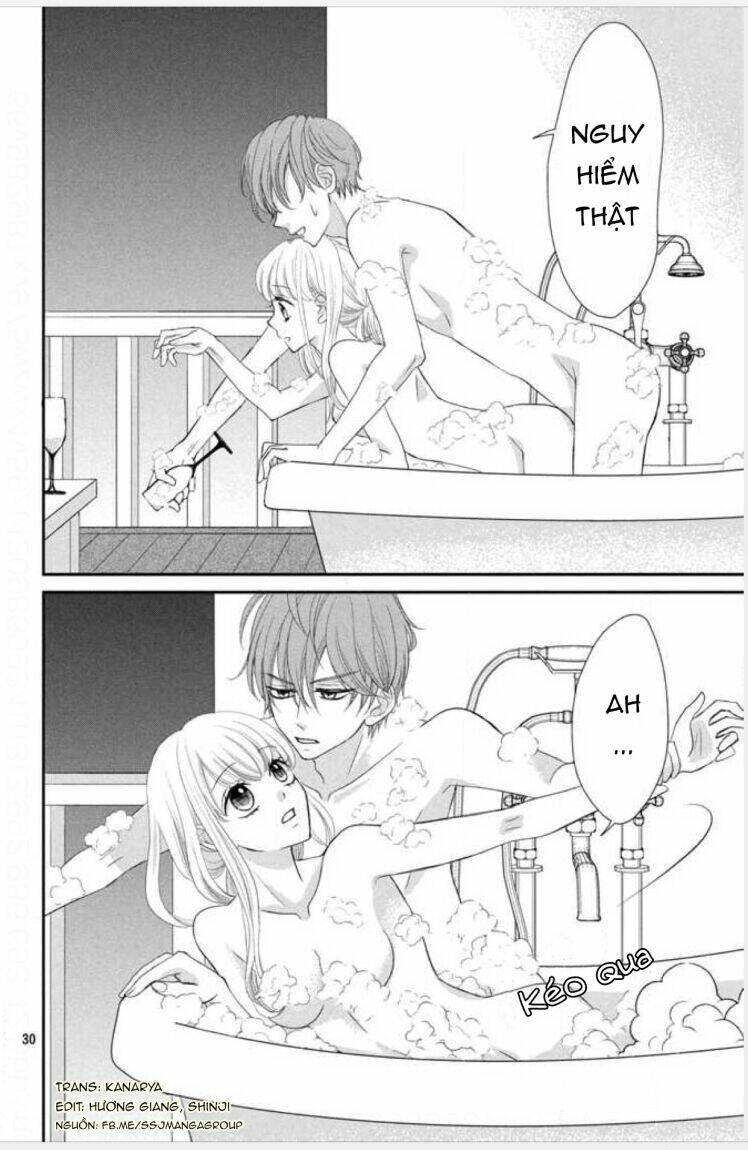 NGUY
HIỂM
THẬT
AH
...
KÉO QUA
30
TRANS: KANARYA
EDIT: HƯƠNG GIANG, SHINJI
NGUỒN: FB.ME/SSJMANGAGROUP